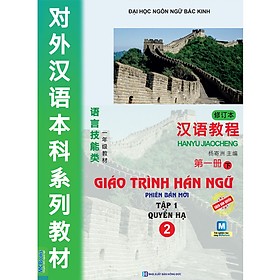 ĐẠI HỌC NGÔN NGỮ BẮC KINH
对外汉语本科系列教材
语言技能类
一年级教材
修订本
汉语教程
HANYU JIAOCHENG
杨寄洲 主编
第一册 下
GIÁO TRÌNH HÁN NGỮ
PHIÊN BẢN MỚI
TẬP 1
QUYỂN HẠ
2
MCBooks